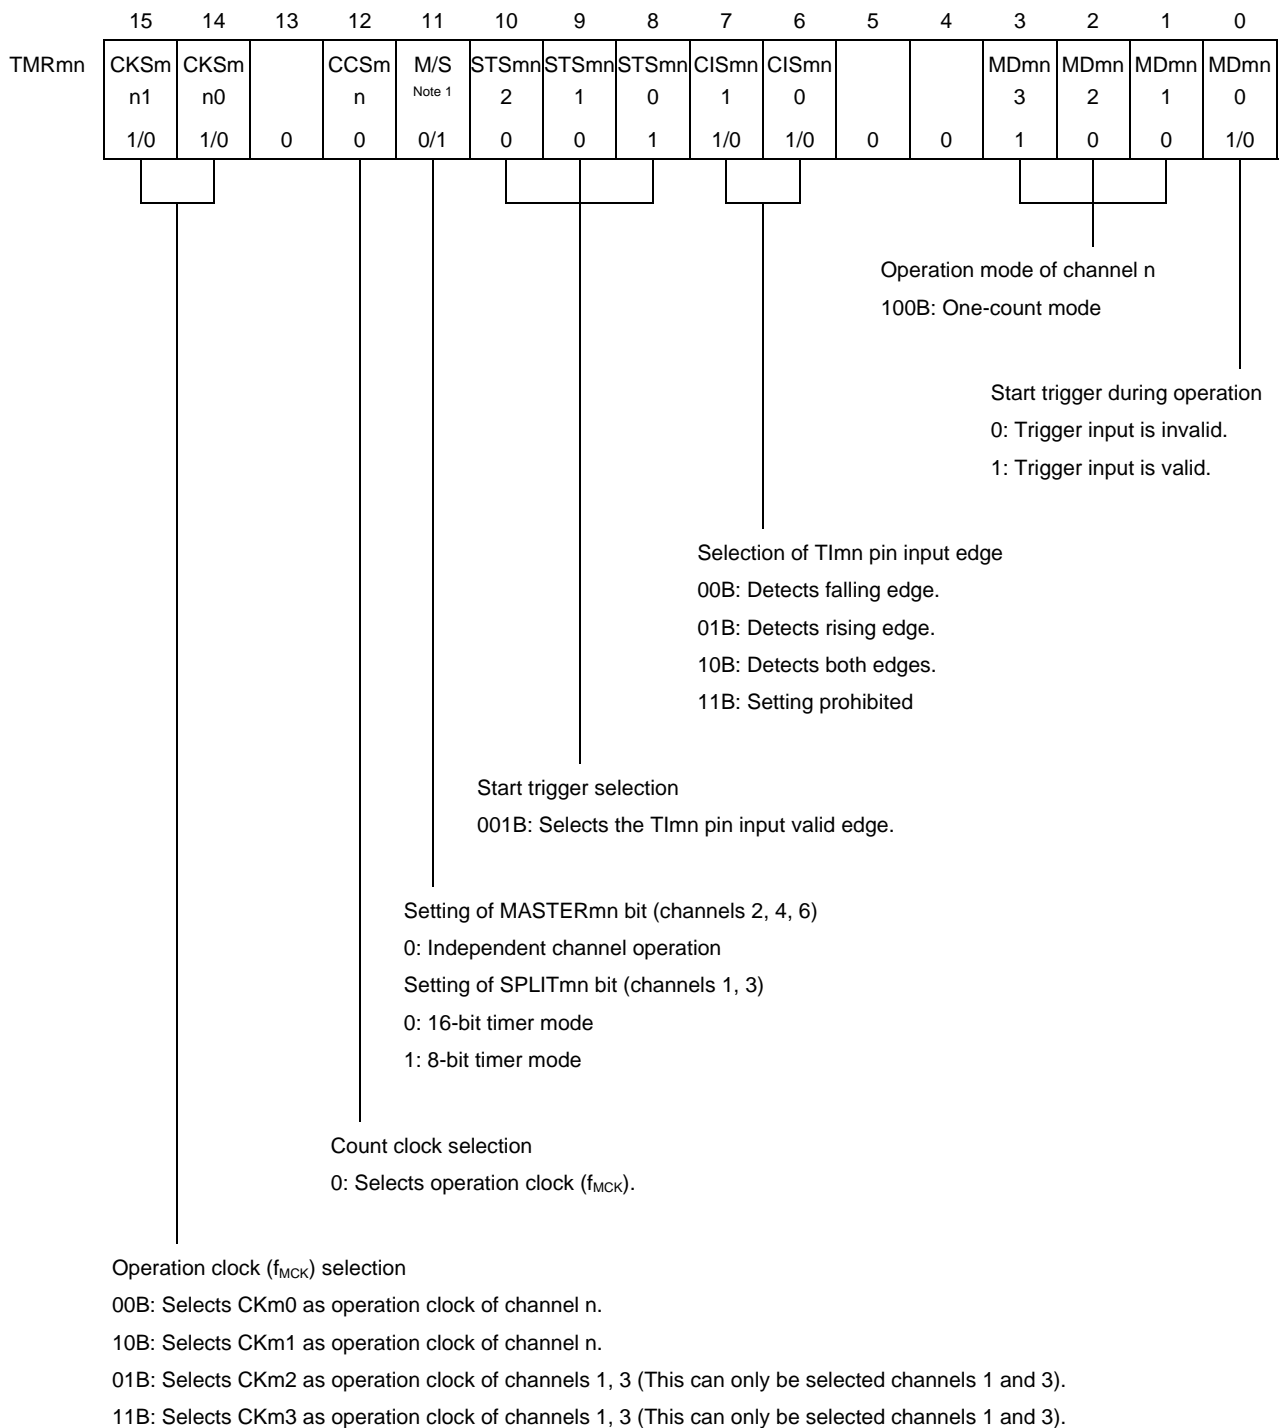 15 14 13 12 11 10 9 8 7 6 5 4 3 2 1 0
TMRmn CKSm CKSm CCSm M/S STSmn STSmn STSmn CISmn CISmn MDmn MDmn MDmn MDmn
n1 n0 n Note 1 2 1 0 1 0 3 2 1 0
1/0 1/0 0 0 0/1 0 0 1 1/0 1/0 0 0 1 0 0 1/0
Operation mode of channel n
100B: One-count mode
Start trigger during operation
0: Trigger input is invalid.
1: Trigger input is valid.
Selection of TImn pin input edge
00B: Detects falling edge.
01B: Detects rising edge.
10B: Detects both edges.
11B: Setting prohibited
Start trigger selection
001B: Selects the TImn pin input valid edge.
Setting of MASTERmn bit (channels 2, 4, 6)
0: Independent channel operation
Setting of SPLITmn bit (channels 1, 3)
0: 16-bit timer mode
1: 8-bit timer mode
Count clock selection
0: Selects operation clock (fMCK).
Operation clock (fMCK) selection
00B: Selects CKm0 as operation clock of channel n.
10B: Selects CKm1 as operation clock of channel n.
01B: Selects CKm2 as operation clock of channels 1, 3 (This can only be selected channels 1 and 3).
11B: Selects CKm3 as operation clock of channels 1, 3 (This can only be selected channels 1 and 3).